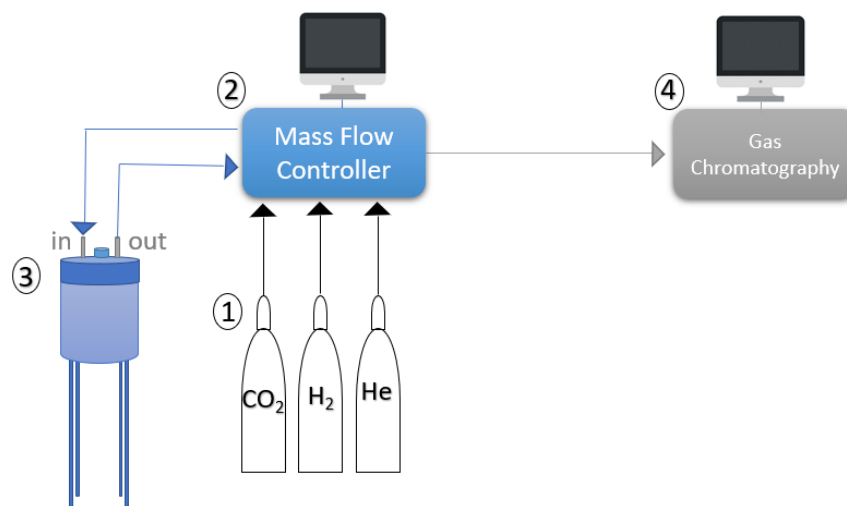 ②
④
Mass Flow
Controller
Gas
Chromatography
in out
③
①
CO₂ H₂ He